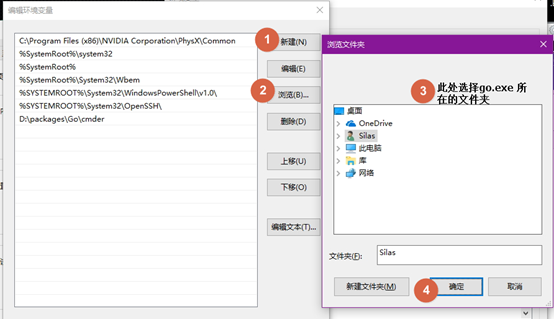 编辑环境变量
C:\Program Files (x86)\NVIDIA Corporation\PhysX\Common
%SystemRoot%\system32
%SystemRoot%
%SystemRoot%\System32\Wbem
%SYSTEMROOT%\System32\WindowsPowerShell\v1.0\
%SYSTEMROOT%\System32\OpenSSH\
D:\packages\Go\cmder
1
新建(N)
编辑(E)
2
浏览(B)...
删除(D)
上移(U)
下移(O)
编辑文本(T)...
浏览文件夹
3
此处选择go.exe 所
在的文件夹
桌面
OneDrive
Silas
此电脑
库
网络
文件夹(F):
Silas
新建文件夹(M)
4
确定
取消